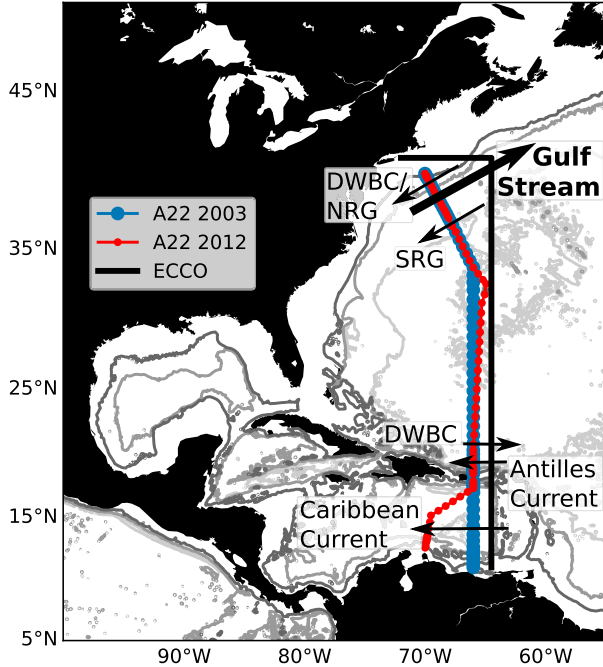 45°N
35°N
25°N
15°N
5°N
90°W
80°W
70°W
60°W
A22 2003
A22 2012
ECCO
DWBC/
NRG
Gulf
Stream
SRG
DWBC
Antilles
Current
Caribbean
Current